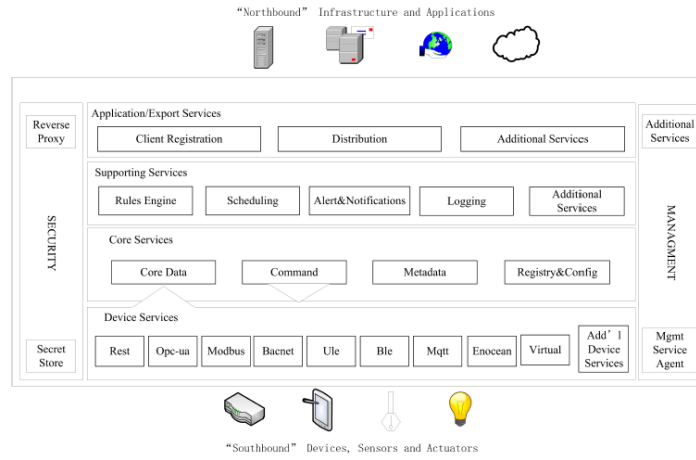 “Northbound” Infrastructure and Applications
Reverse
Proxy
SECURITY
Secret
Store
Application/Export Services
Client Registration
Distribution
Additional Services
Supporting Services
Rules Engine
Scheduling
Alert&Notifications
Logging
Additional
Services
Core Services
Core Data
Command
Metadata
Registry&Config
Device Services
Rest
Opc-ua
Modbus
Bacnet
Ule
Ble
Mqtt
Enocean
Virtual
Add’l
Device
Services
Additional
Services
MANAGMENT
Mgmt
Service
Agent
“Southbound” Devices, Sensors and Actuators